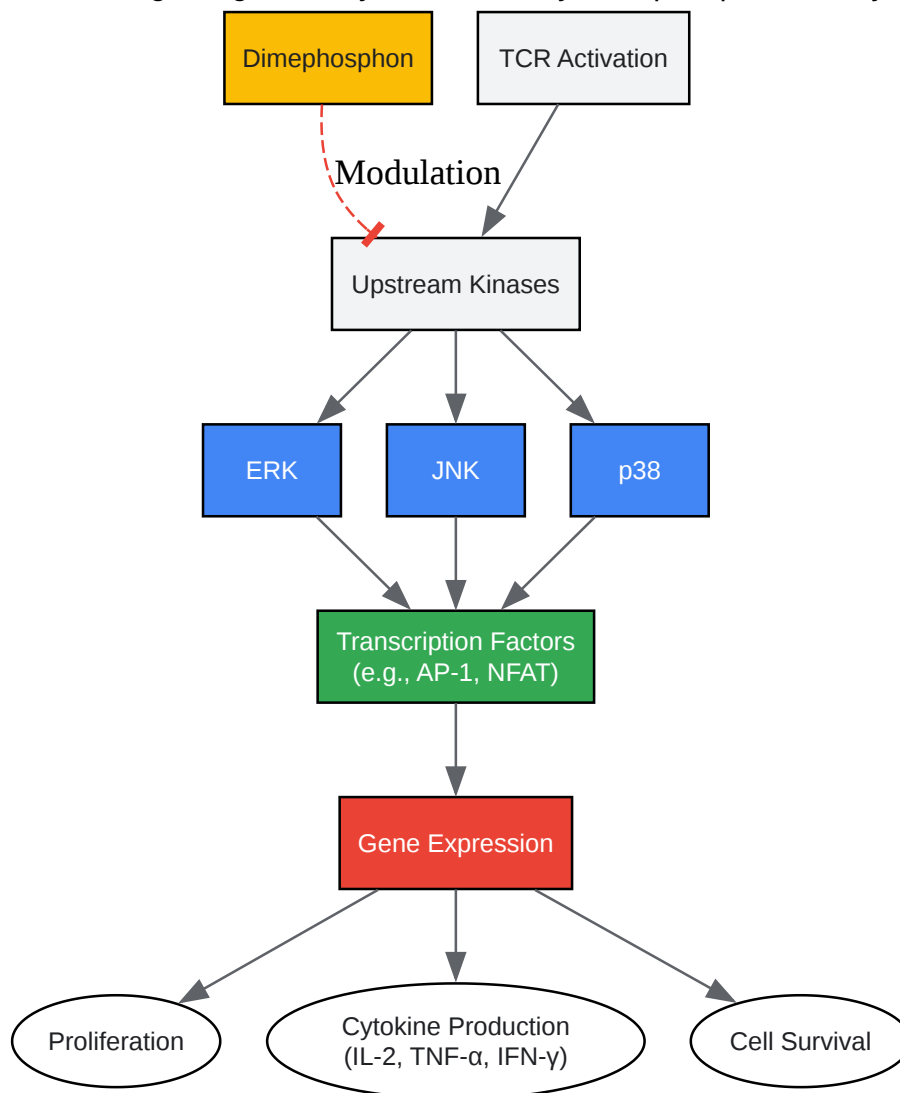 Dimephosphon
TCR Activation
Modulation
Upstream Kinases
ERK
JNK
p38
Transcription Factors
(e.g., AP-1, NFAT)
Gene Expression
Proliferation
Cytokine Production
(IL-2, TNF-α, IFN-γ)
Cell Survival